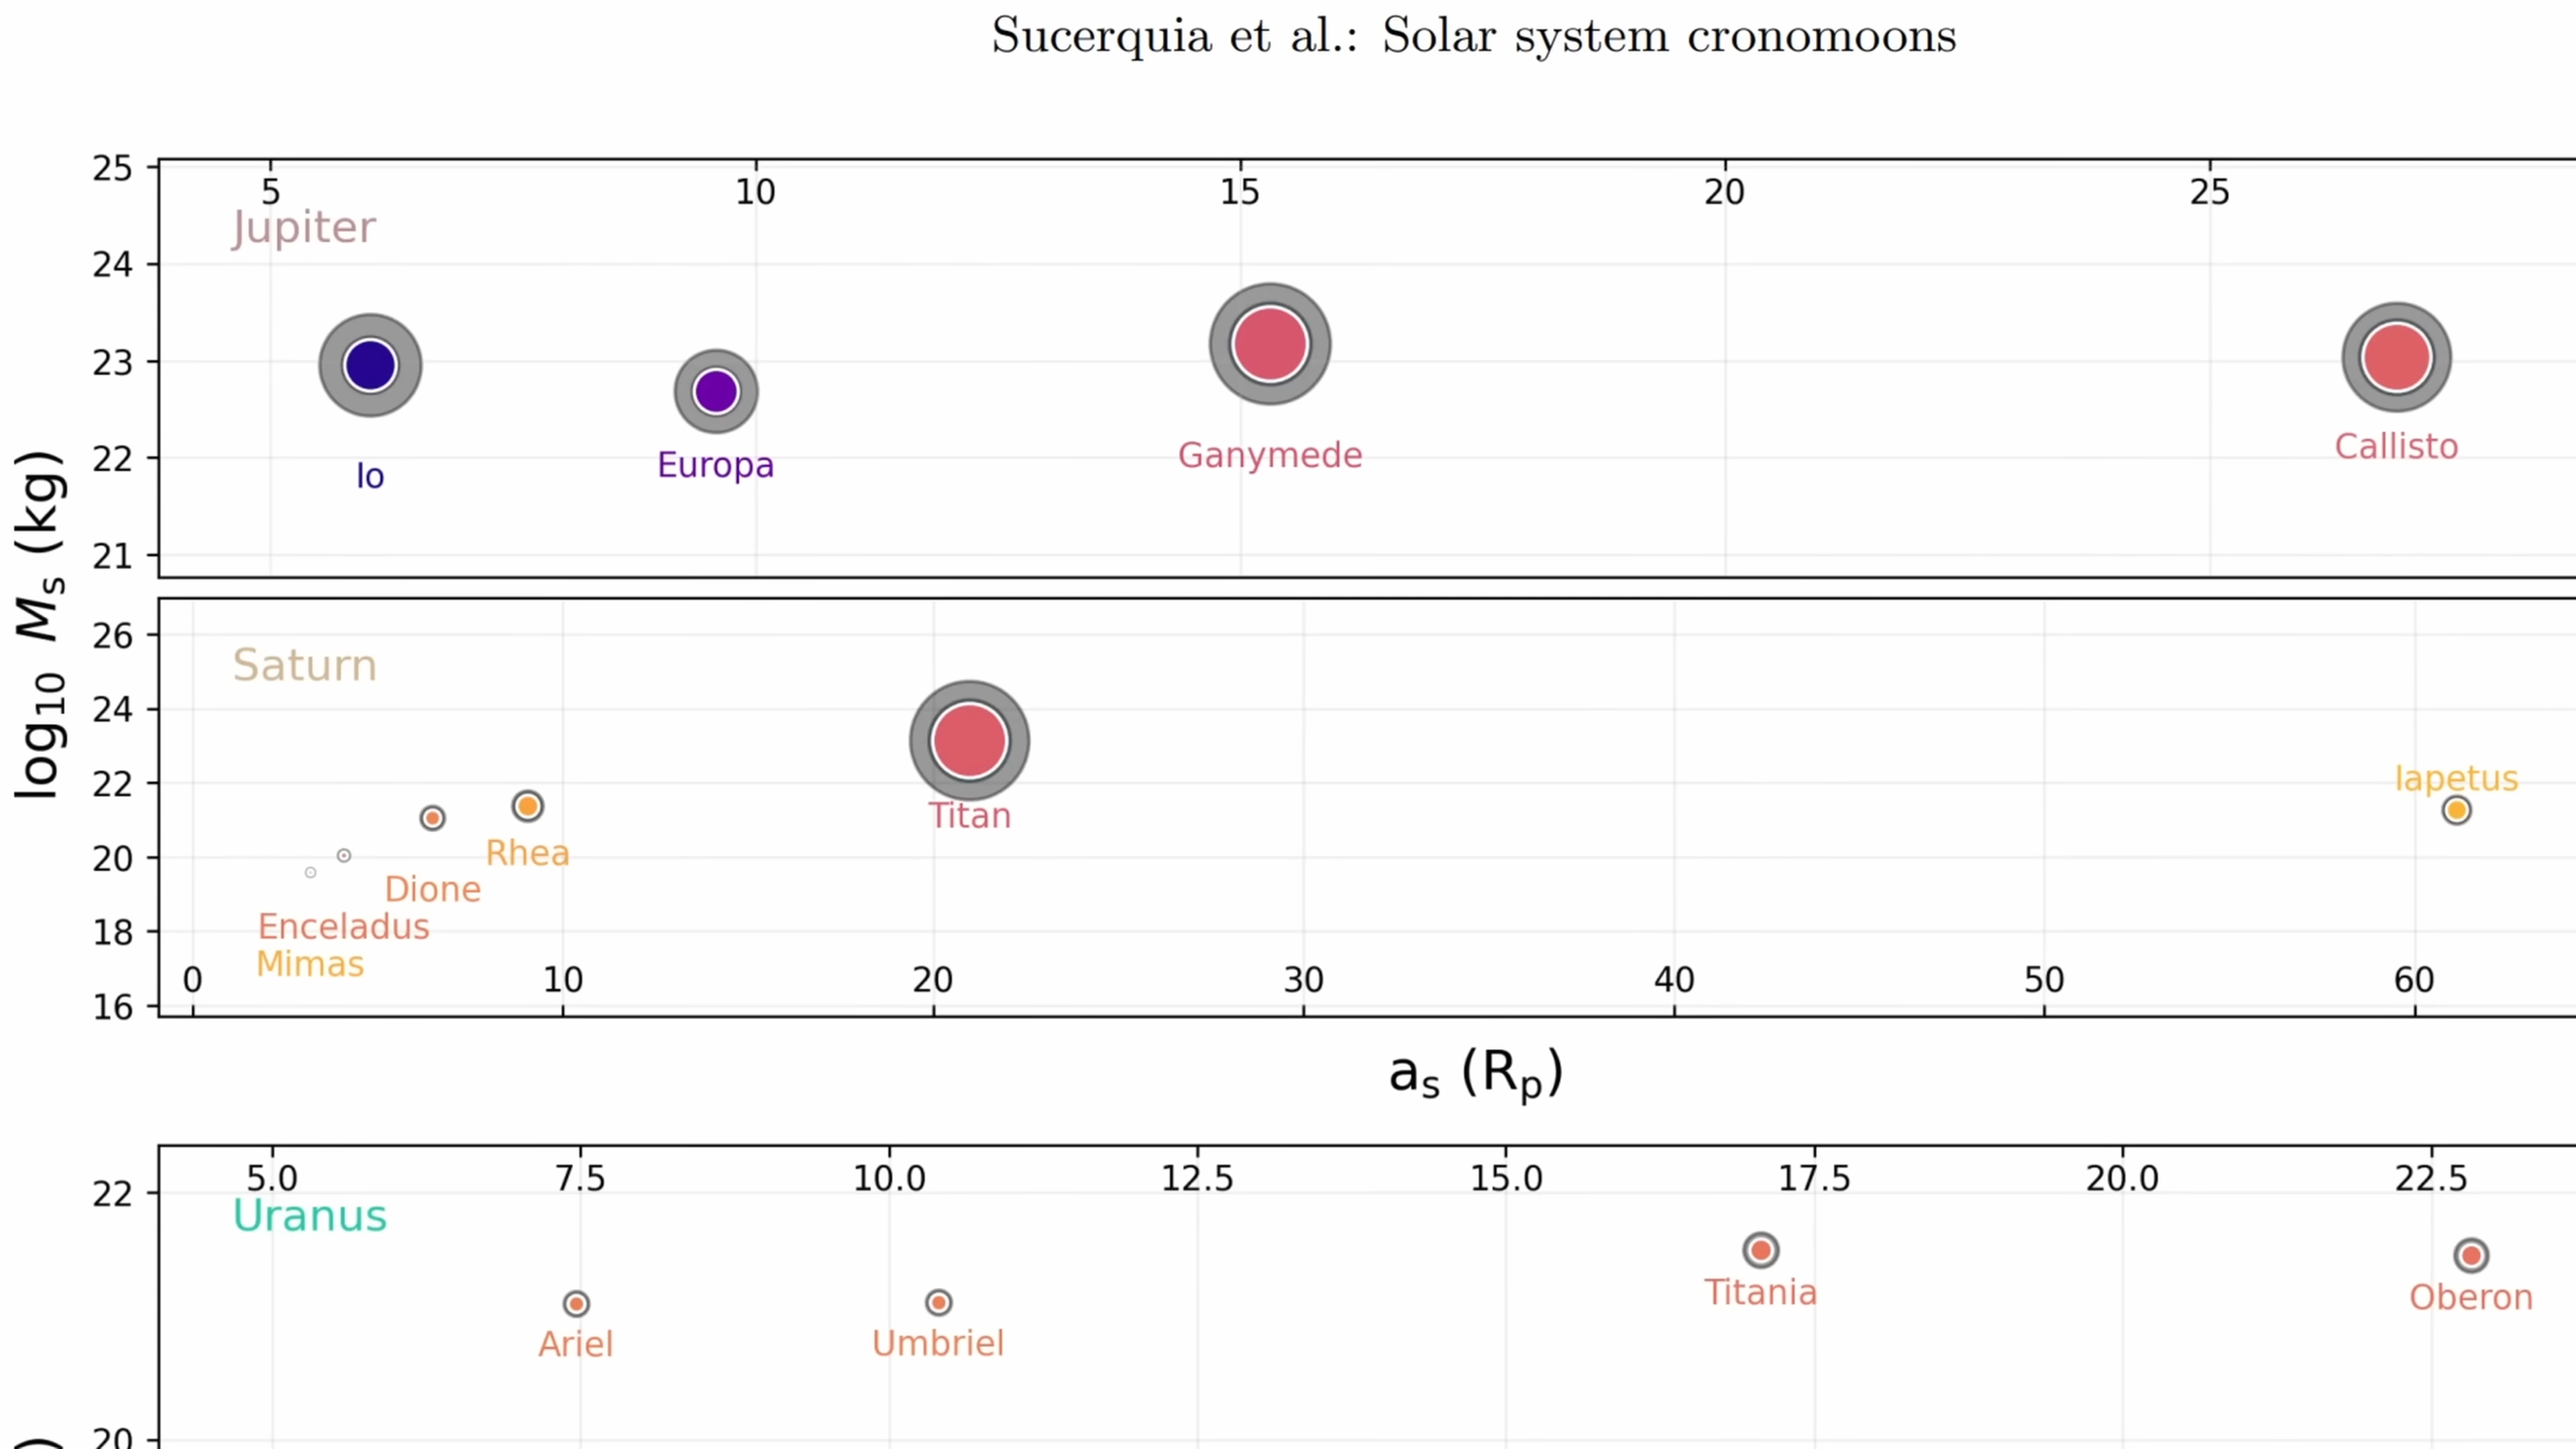 Sucerquia et al.: Solar system cronomoons
25
5 10 15 20 25
Jupiter
24
23
22
21
Io
Europa
Ganymede
Callisto
log10 Ms (kg)
26
Saturn
24
22
20
18
16
Iapetus
Titan
Rhea
Dione
Enceladus
Mimas
0 10 20 30 40 50 60
as (Rp)
5.0 7.5 10.0 12.5 15.0 17.5 20.0 22.5
22
Uranus
Titania
Oberon
Ariel
Umbriel
20
)